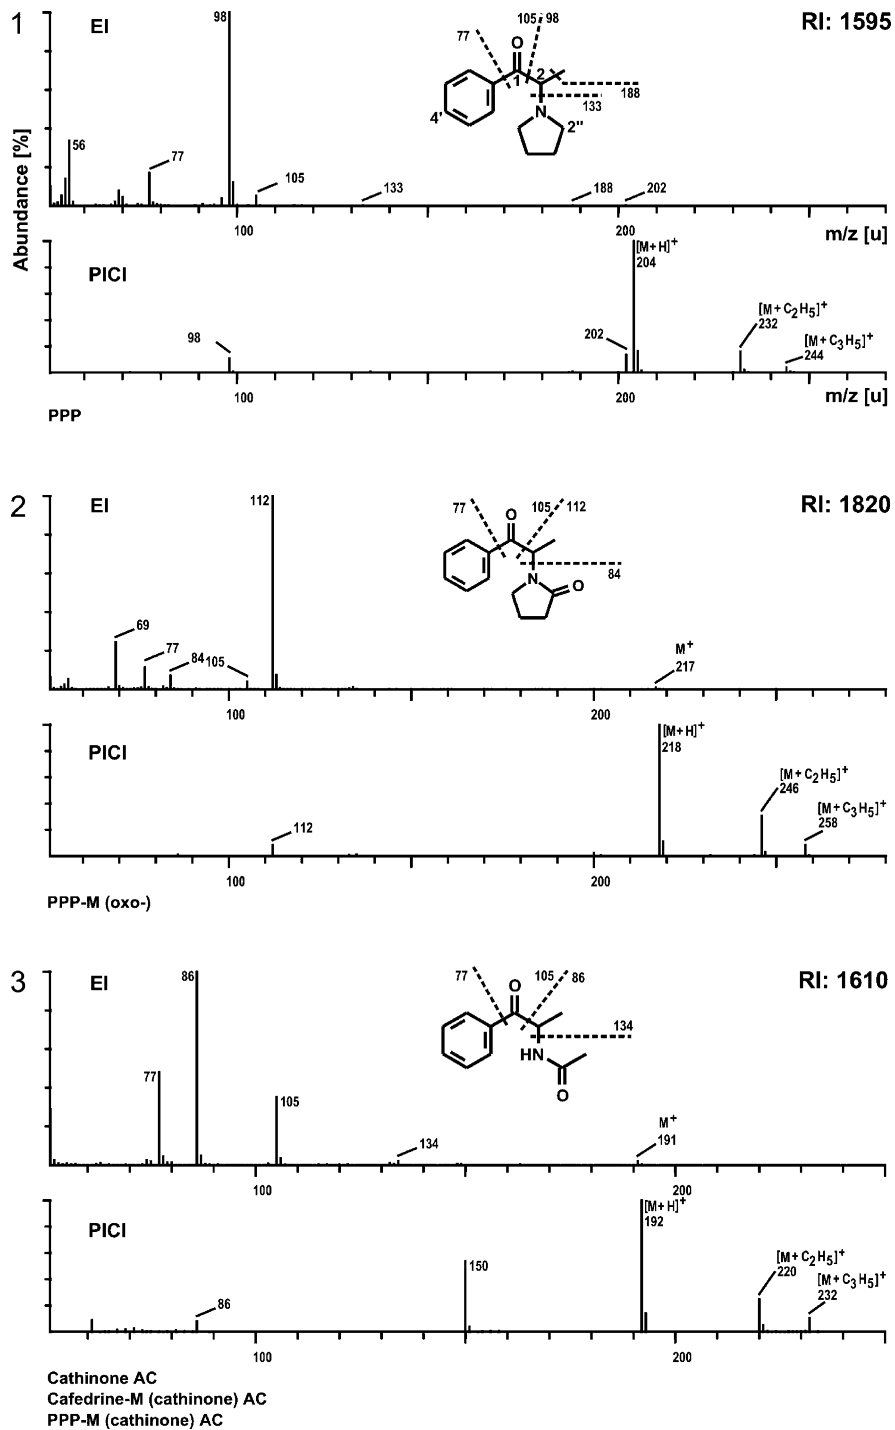 1
EI
RI: 1595
Abundance [%]
98
56
77
105
133
188
202
77
105
98
O
1
2
188
133
4'
N
2''
100
200
m/z [u]
PICI
98
202
[M+H]+
204
[M+C2H5]+
232
[M+C3H5]+
244
100
200
m/z [u]
PPP
2
EI
RI: 1820
112
69
77
84
105
M+
217
77
105
112
O
84
N
O
100
200
PICI
112
[M+H]+
218
[M+C2H5]+
246
[M+C3H5]+
258
100
200
PPP-M (oxo-)
3
EI
RI: 1610
86
77
105
134
M+
191
77
105
86
O
134
HN
O
100
200
PICI
86
150
[M+H]+
192
[M+C2H5]+
220
[M+C3H5]+
232
100
200
Cathinone AC
Cafedrine-M (cathinone) AC
PPP-M (cathinone) AC